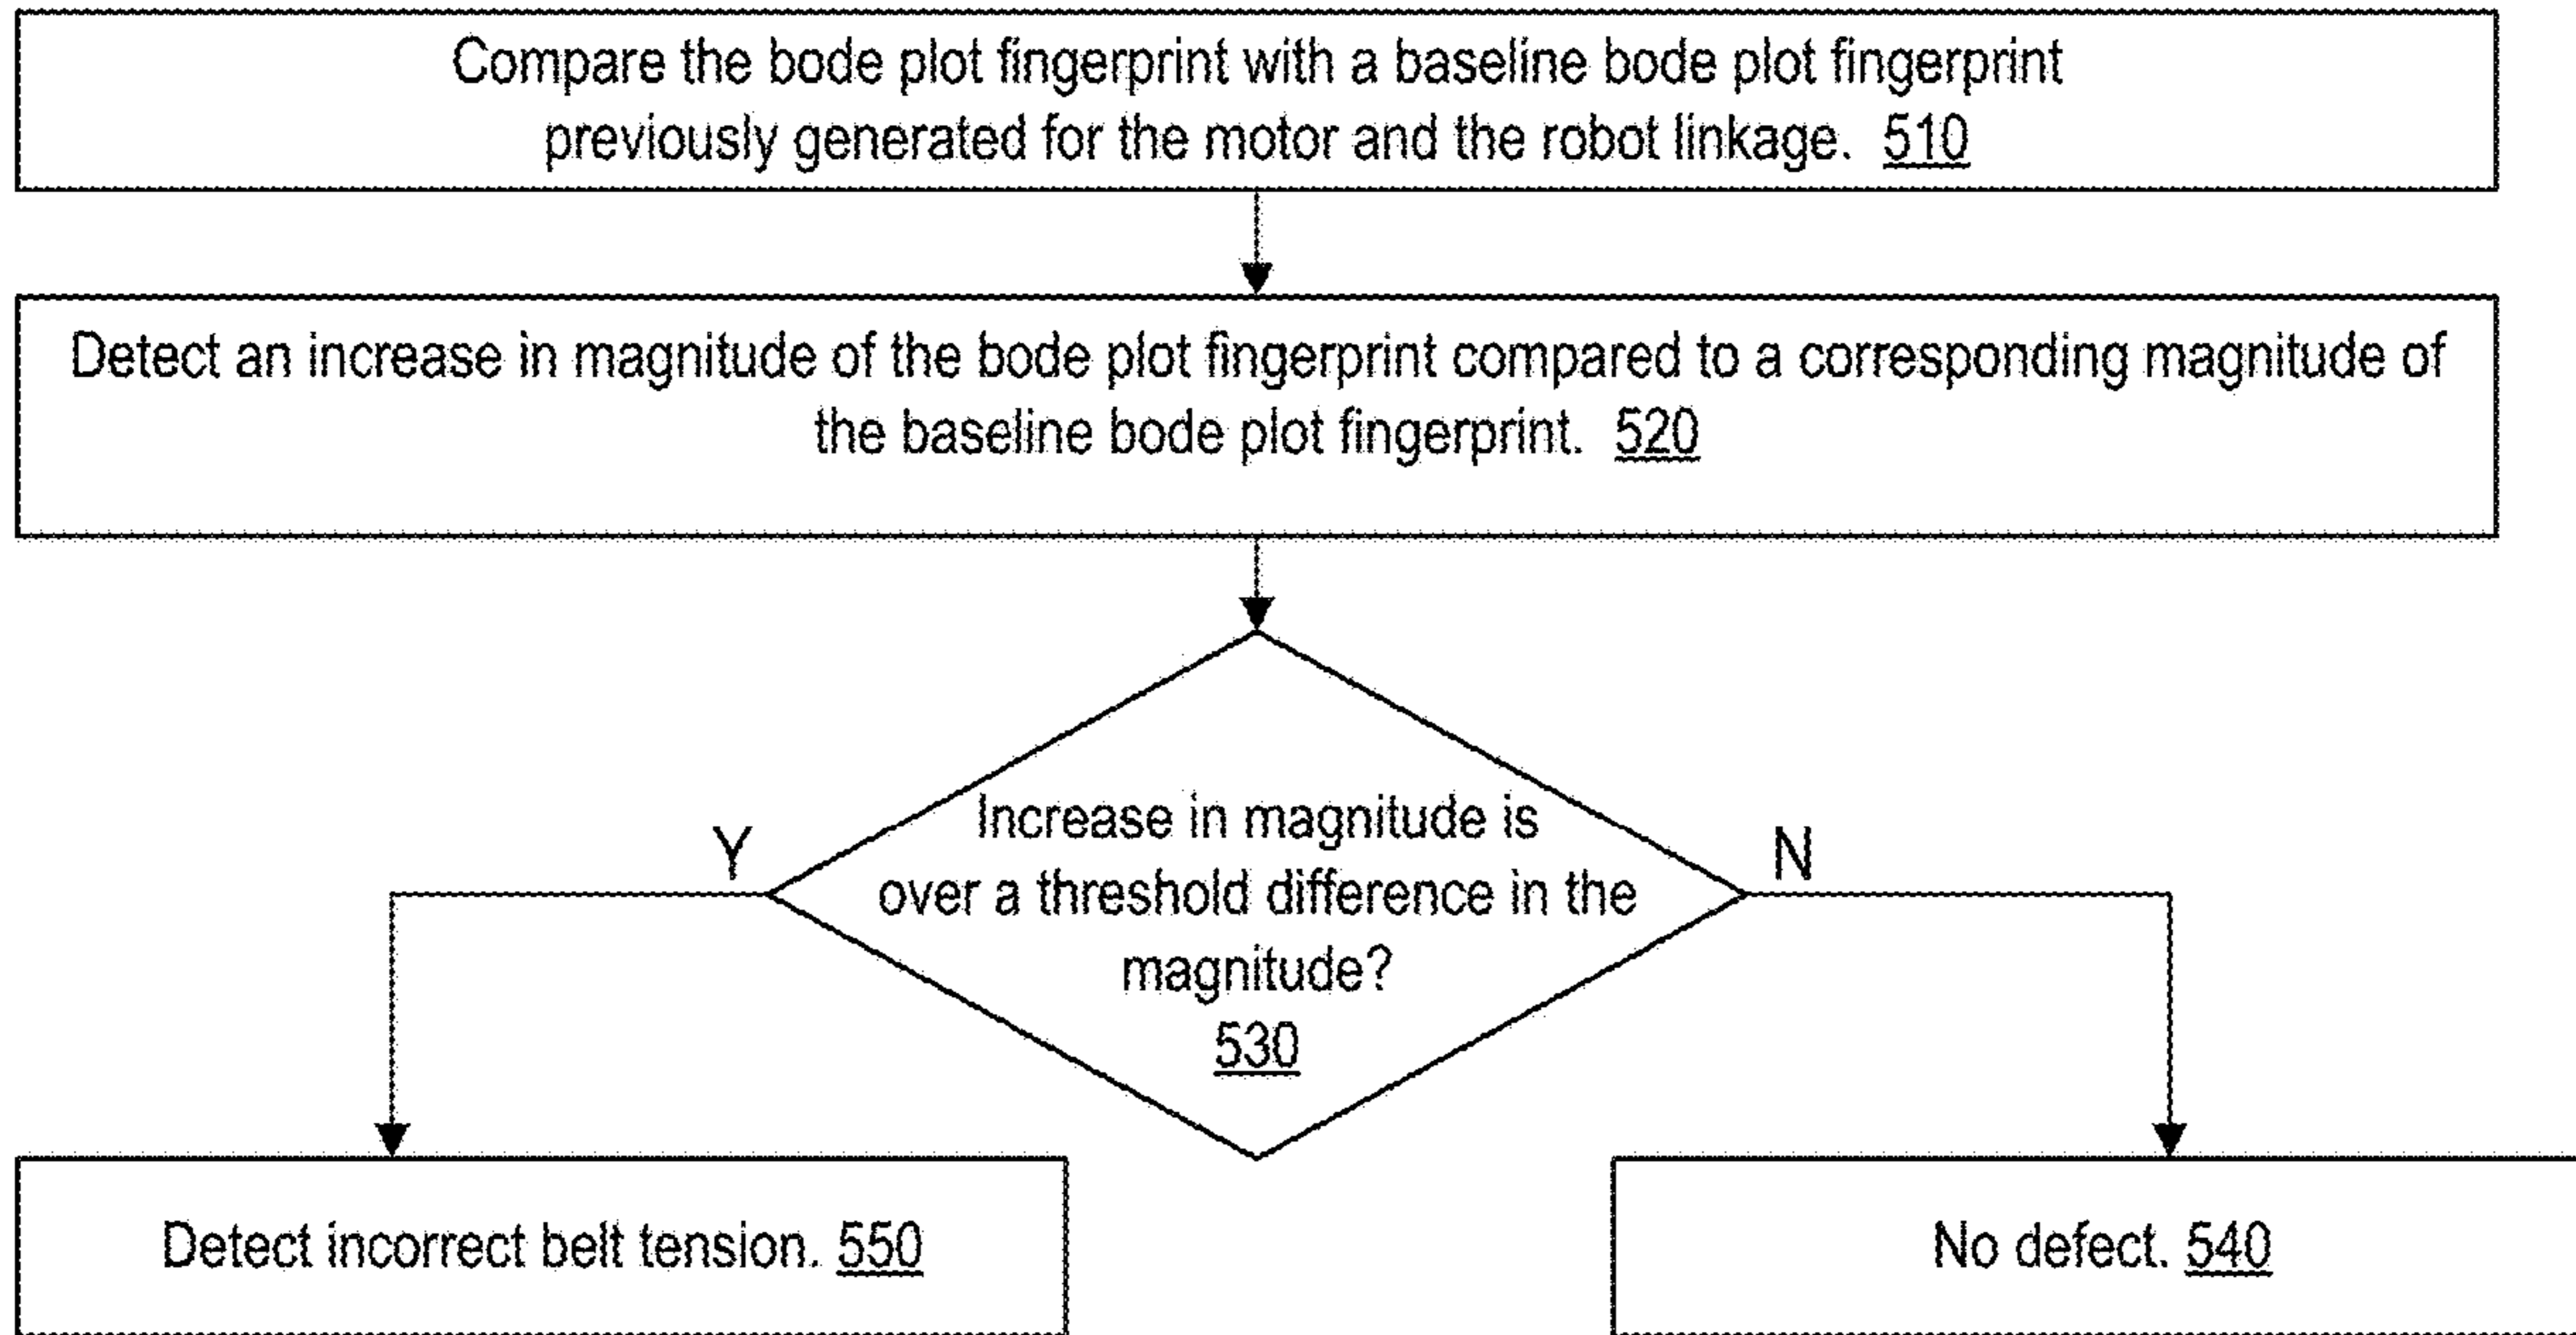 Compare the bode plot fingerprint with a baseline bode plot fingerprint
previously generated for the motor and the robot linkage. 510
Detect an increase in magnitude of the bode plot fingerprint compared to a corresponding magnitude of
the baseline bode plot fingerprint. 520
Increase in magnitude is
over a threshold difference in the
magnitude?
530
Y
N
Detect incorrect belt tension. 550
No defect. 540